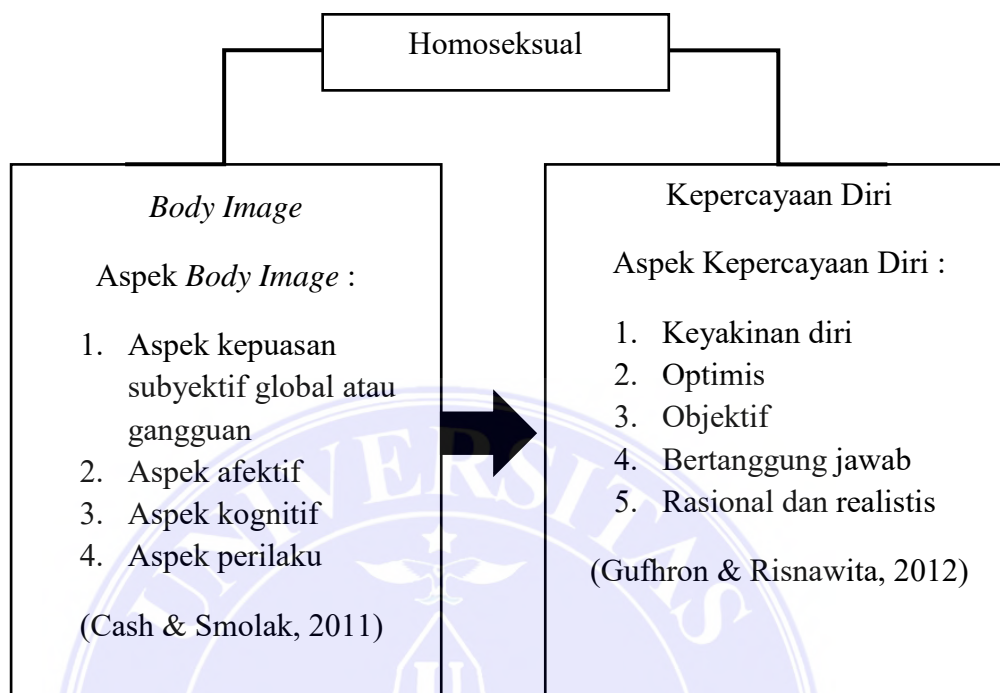 Homoseksual
Body Image
Aspek Body Image :
1. Aspek kepuasan
subyektif global atau
gangguan
2. Aspek afektif
3. Aspek kognitif
4. Aspek perilaku
(Cash & Smolak, 2011)
Kepercayaan Diri
Aspek Kepercayaan Diri :
1. Keyakinan diri
2. Optimis
3. Objektif
4. Bertanggung jawab
5. Rasional dan realistis
(Gufhron & Risnawita, 2012)
UNIVERSITAS